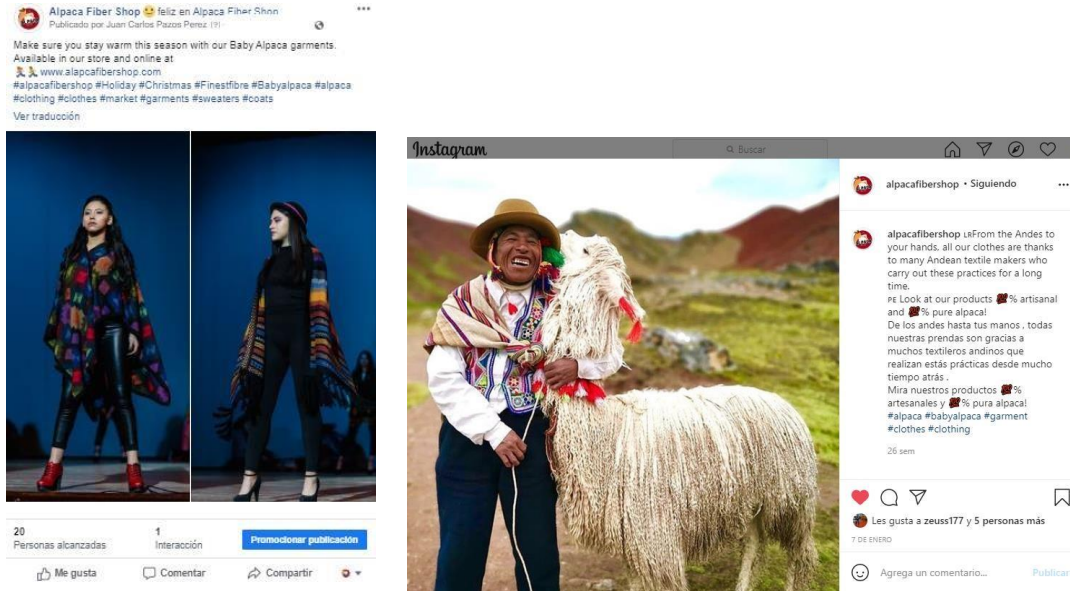 Alpaca Fiber Shop 😊 feliz en Alpaca Fiber Shop
Publicado por Juan Carlos Pazos Perez [?]
Make sure you stay warm this season with our Baby Alpaca garments.
Available in our store and online at
www.alapcafibershop.com
#alpacafibershop #Holiday #Christmas #Finestfibre #Babyalpaca #alpaca
#clothing #clothes #market #garments #sweaters #coats
Ver traducción
20
Personas alcanzadas
1
Interacción
Promocionar publicación
Me gusta
Comentar
Compartir
Instagram
Buscar
alpacafibershop • Siguiendo
alpacafibershop LRFrom the Andes to
your hands, all our clothes are thanks
to many Andean textile makers who
carry out these practices for a long
time.
PE Look at our products % artisanal
and % pure alpaca!
De los andes hasta tus manos , todas
nuestras prendas son gracias a
muchos textileros andinos que
realizan estás prácticas desde mucho
tiempo atrás .
Mira nuestros productos %
artesanales y % pura alpaca!
#alpaca #babyalpaca #garment
#clothes #clothing
26 sem
Les gusta a zeuss177 y 5 personas más
7 DE ENERO
Agrega un comentario...
Publicar